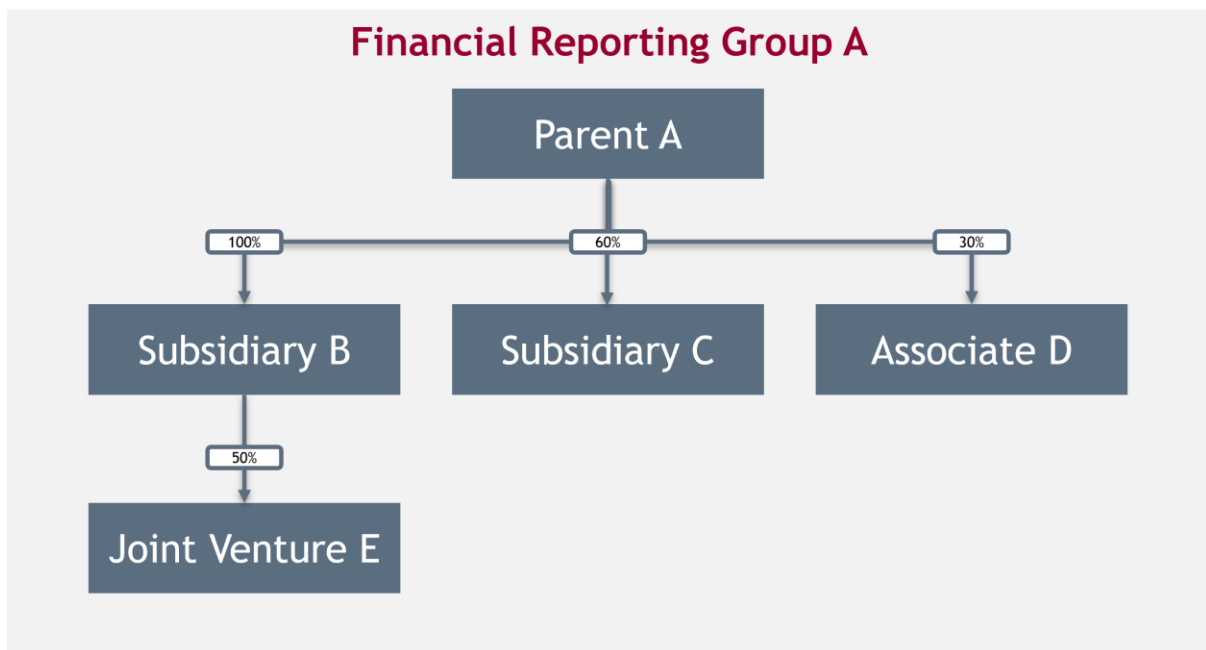 Financial Reporting Group A
Parent A
100%
60%
30%
Subsidiary B
Subsidiary C
Associate D
50%
Joint Venture E